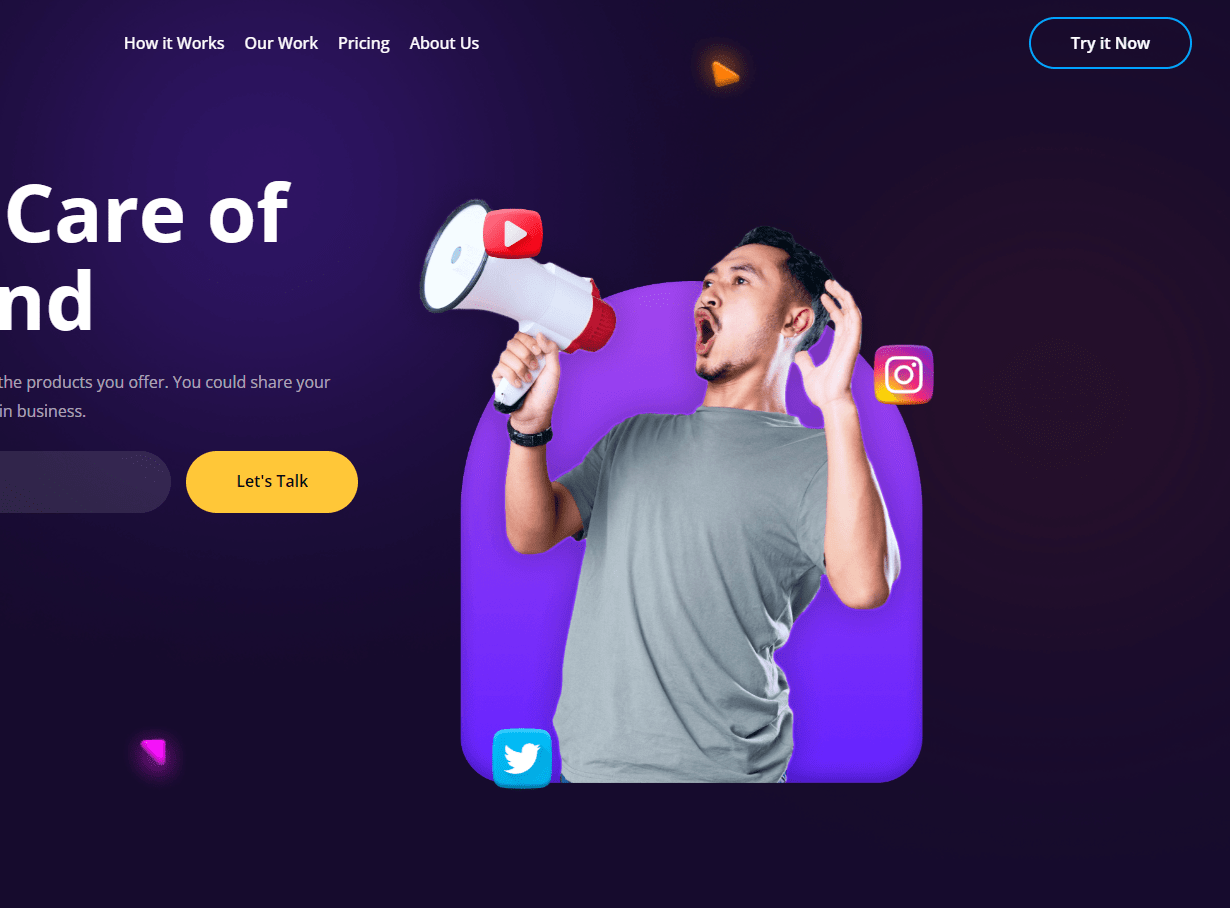 How it Works Our Work Pricing About Us Try it Now
Care of
nd
the products you offer. You could share your
in business.
Let's Talk